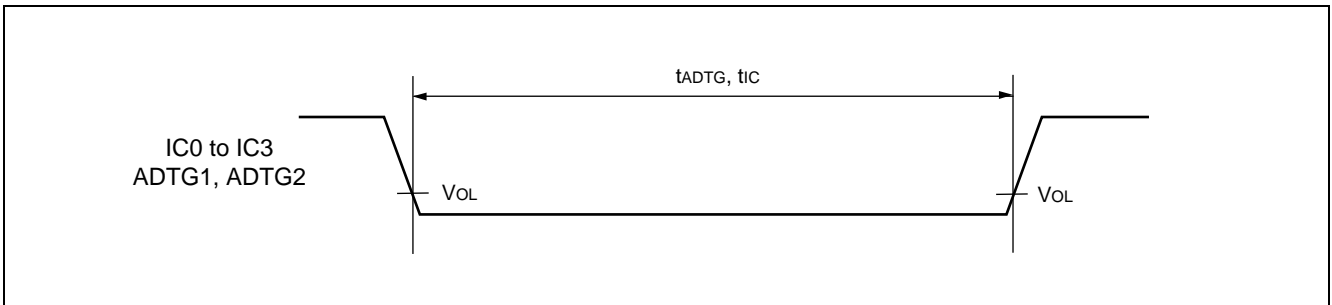 tADTG, tIC
IC0 to IC3
ADTG1, ADTG2
VOL
VOL